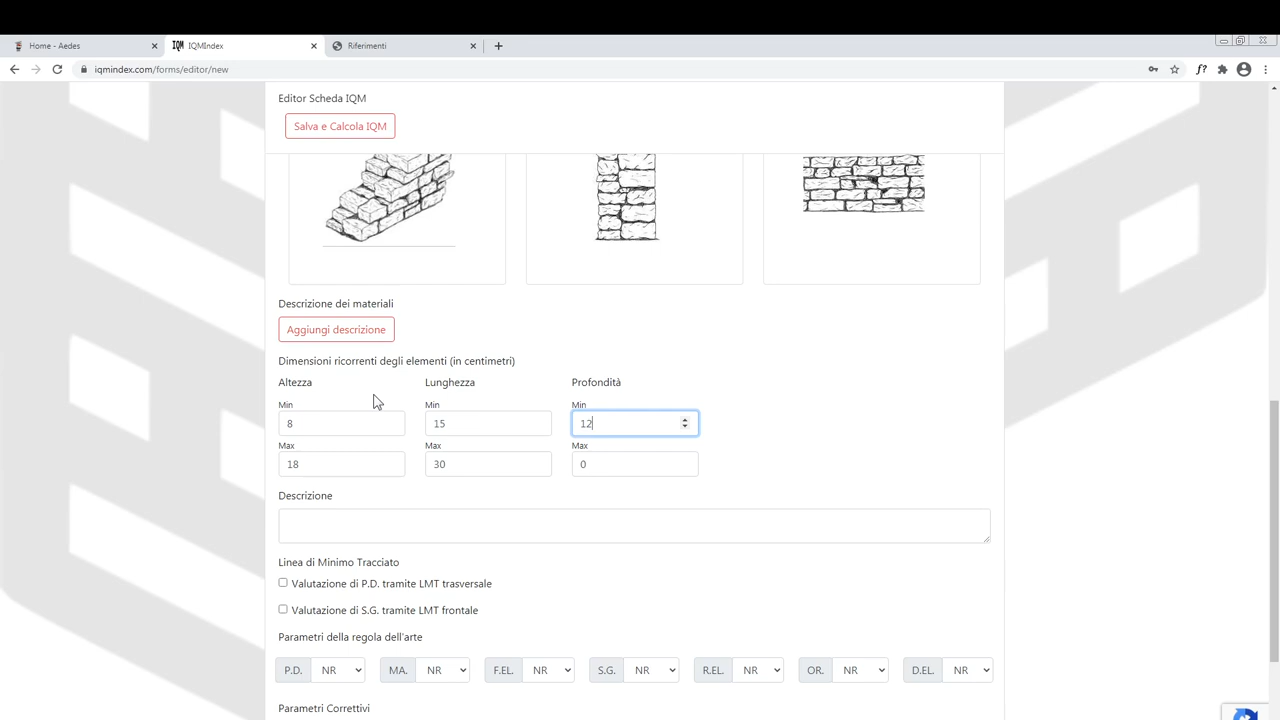 Home - Aedes
IQM IQMIndex
Riferimenti
iqmindex.com/forms/editor/new
f?
Editor Scheda IQM
Salva e Calcola IQM
Descrizione dei materiali
Aggiungi descrizione
Dimensioni ricorrenti degli elementi (in centimetri)
Altezza Lunghezza Profondità
Min Min Min
8 15 12
Max Max Max
18 30 0
Descrizione
Linea di Minimo Tracciato
Valutazione di P.D. tramite LMT trasversale
Valutazione di S.G. tramite LMT frontale
Parametri della regola dell'arte
P.D. NR MA. NR F.EL. NR S.G. NR R.EL. NR OR. NR D.EL. NR
Parametri Correttivi